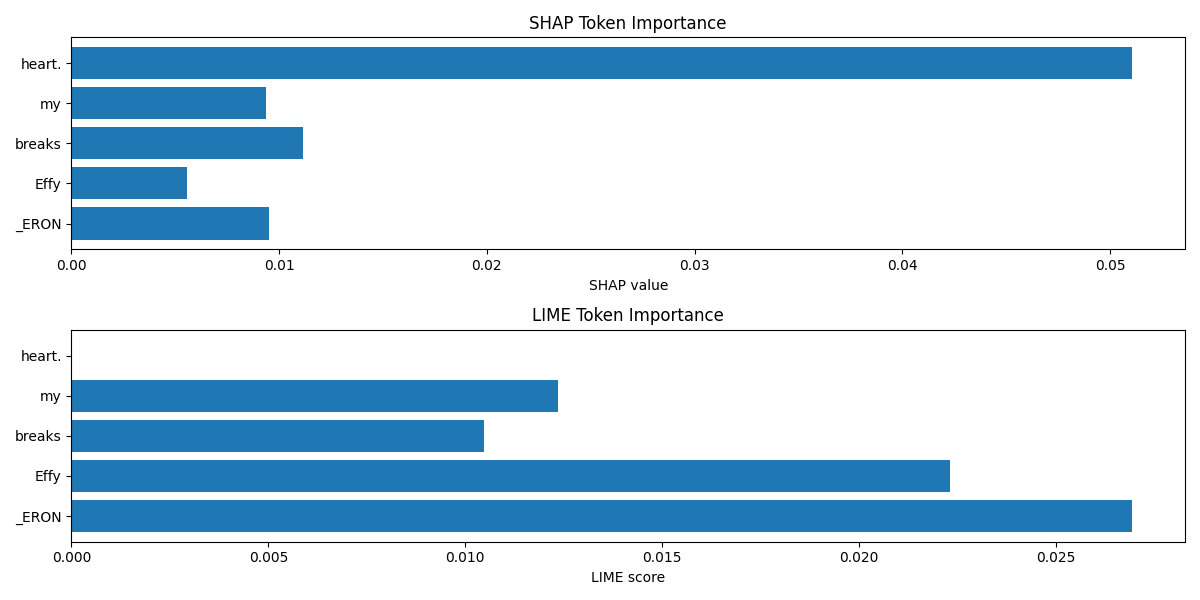 SHAP Token Importance
heart.
my
breaks
Effy
_ERON
0.00 0.01 0.02 0.03 0.04 0.05
SHAP value
LIME Token Importance
heart.
my
breaks
Effy
_ERON
0.000 0.005 0.010 0.015 0.020 0.025
LIME score